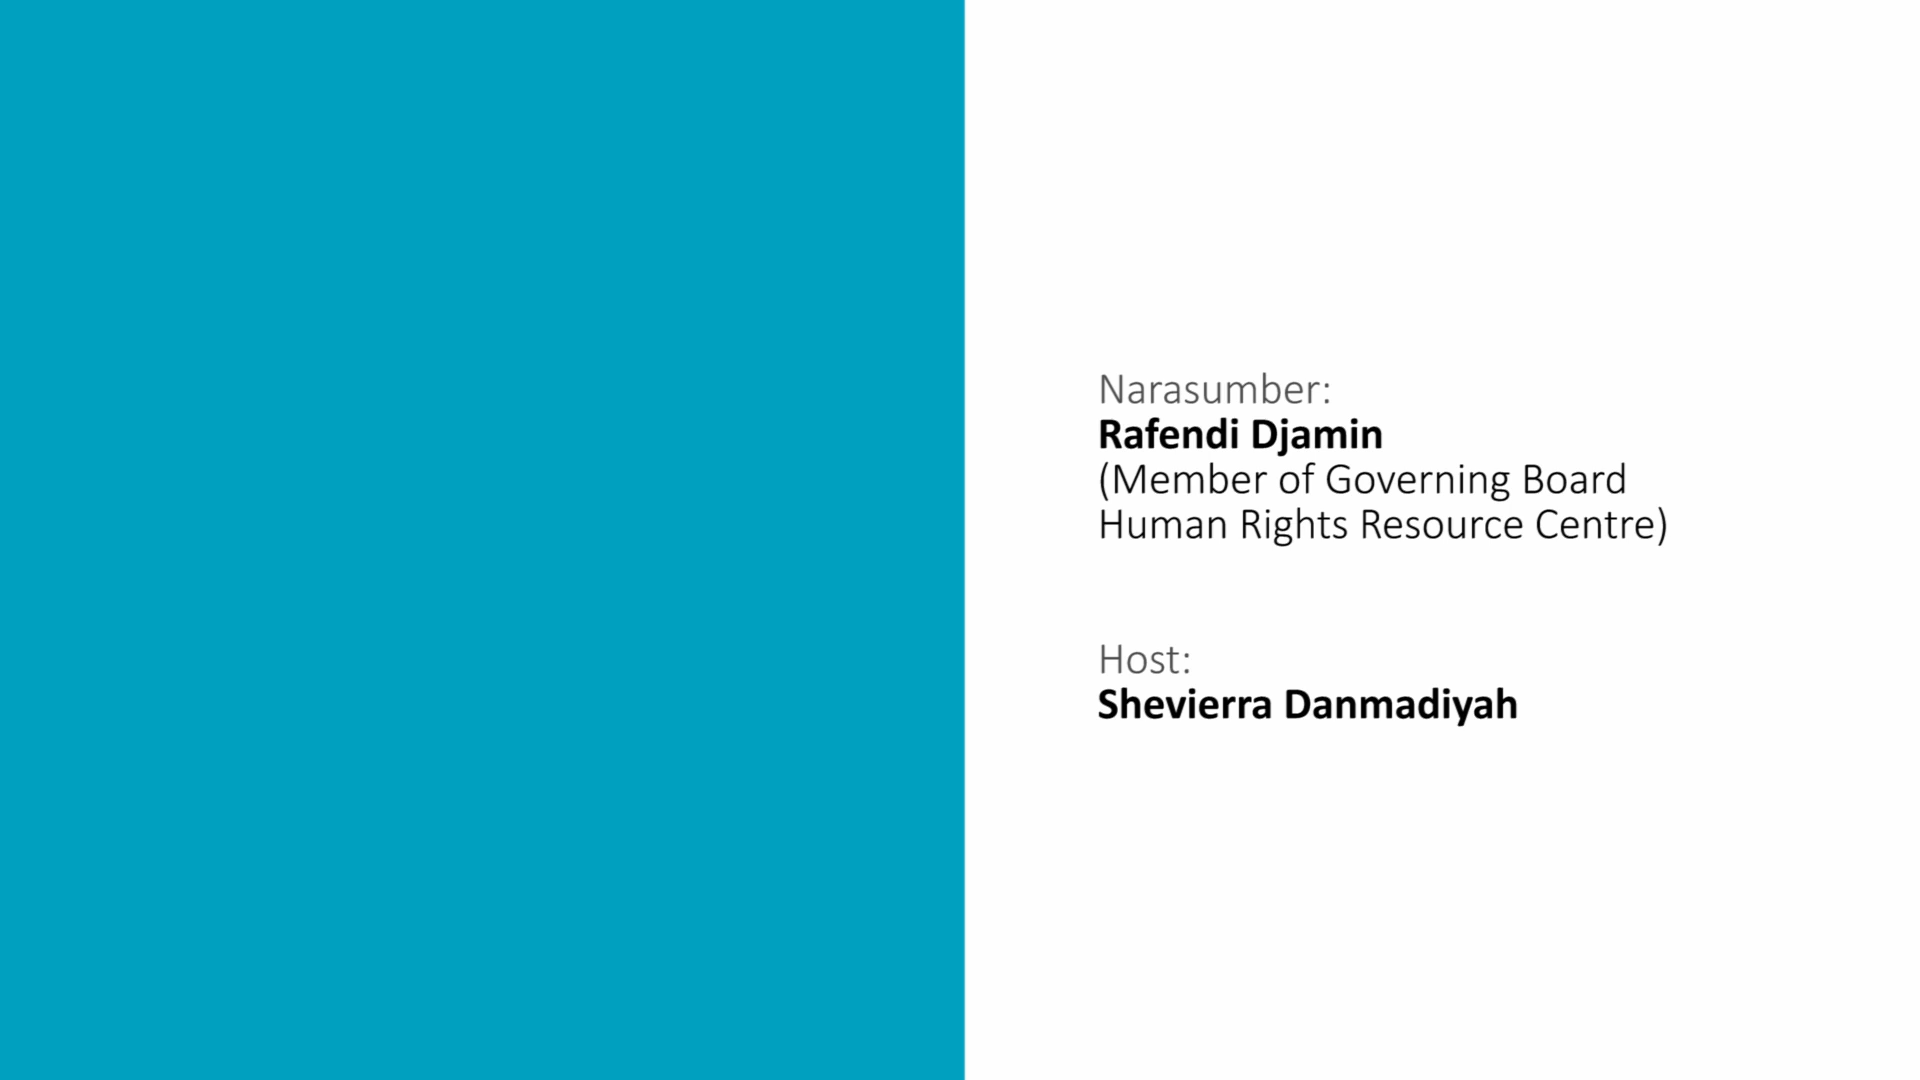 Narasumber:
Rafendi Djamin
(Member of Governing Board
Human Rights Resource Centre)
Host:
Shevierra Danmadiyah